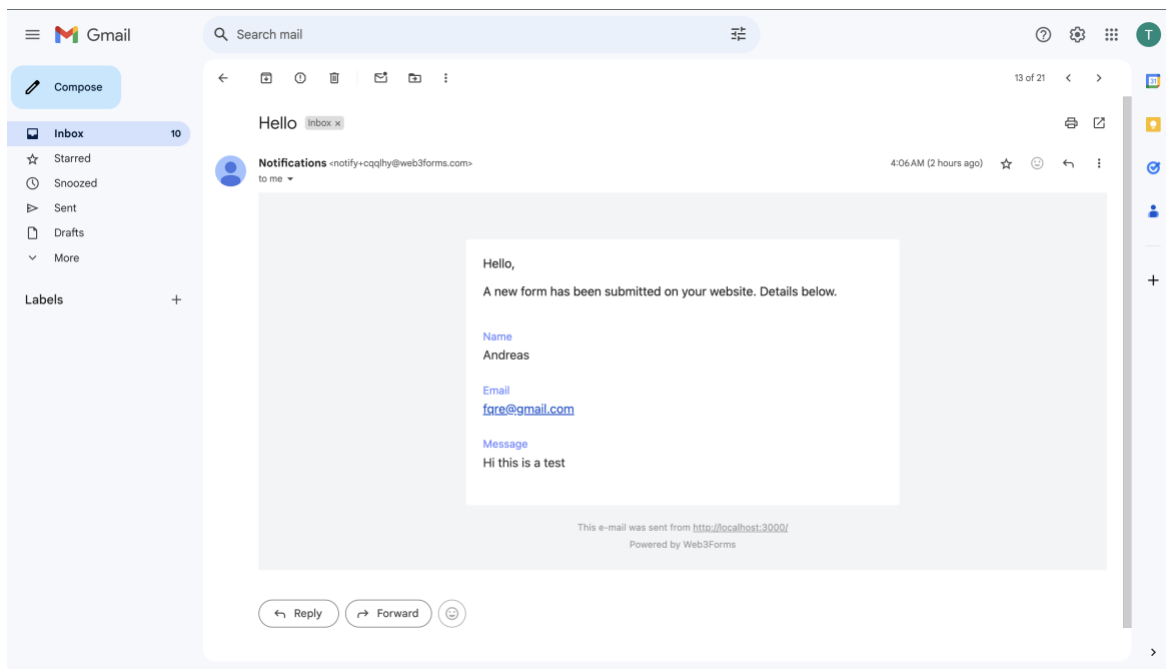 Gmail
Search mail
T
Compose
13 of 21
31
Hello Inbox x
Inbox 10
Starred
Snoozed
Sent
Drafts
More
Labels
Notifications <notify+cqqlhy@web3forms.com> 4:06 AM (2 hours ago)
to me
Hello,
A new form has been submitted on your website. Details below.
Name
Andreas
Email
fqre@gmail.com
Message
Hi this is a test
This e-mail was sent from http://localhost:3000/
Powered by Web3Forms
Reply Forward